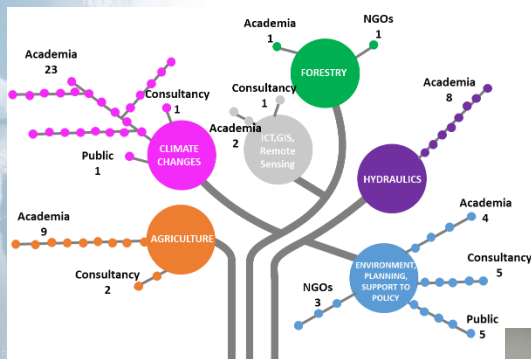 Academia
23
Consultancy
1
Public
1
CLIMATE
CHANGES
Academia
1
NGOs
1
FORESTRY
Consultancy
1
Academia
2
ICT,GIS,
Remote
Sensing
Academia
8
HYDRAULICS
Academia
9
Consultancy
2
AGRICULTURE
Academia
4
Consultancy
5
Public
5
NGOs
3
ENVIRONMENT,
PLANNING,
SUPPORT TO
POLICY